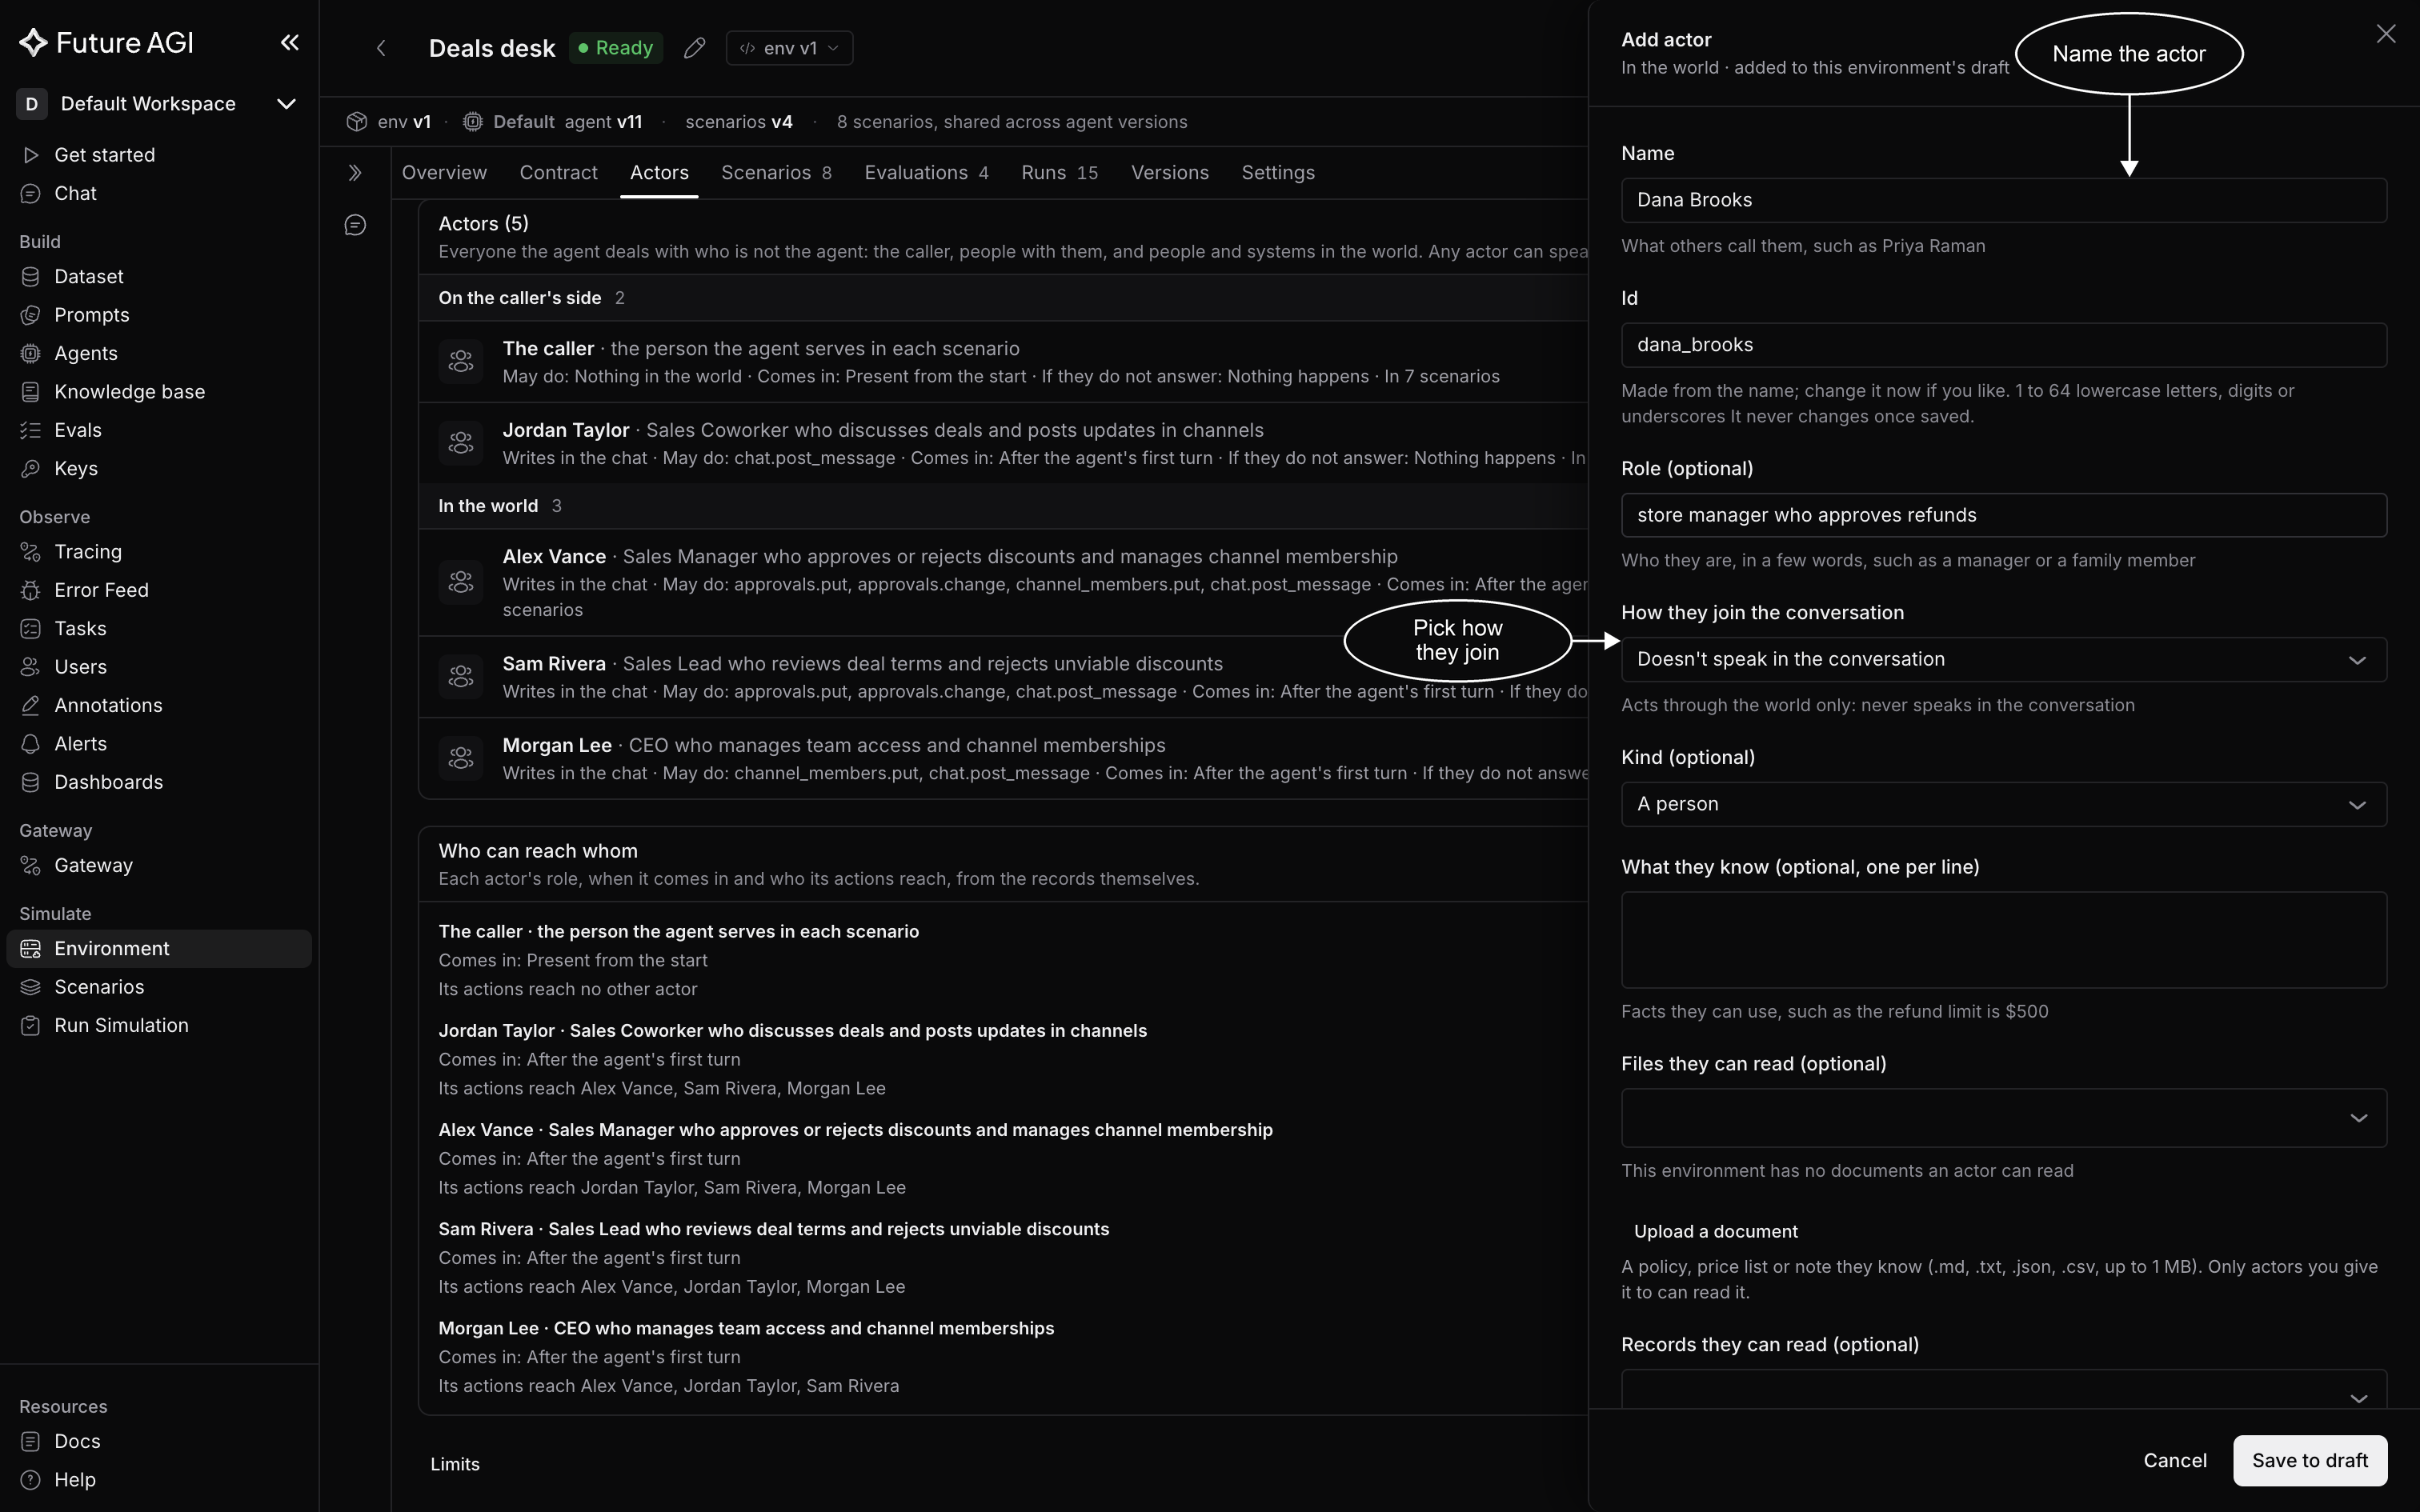 Future AGI
D Default Workspace
Get started
Chat
Build
Dataset
Prompts
Agents
Knowledge base
Evals
Keys
Observe
Tracing
Error Feed
Tasks
Users
Annotations
Alerts
Dashboards
Gateway
Gateway
Simulate
Environment
Scenarios
Run Simulation
Resources
Docs
Help
Deals desk Ready env v1
env v1 · Default agent v11 · scenarios v4 · 8 scenarios, shared across agent versions
Overview Contract Actors Scenarios 8 Evaluations 4 Runs 15 Versions Settings
Actors (5)
Everyone the agent deals with who is not the agent: the caller, people with them, and people and systems in the world. Any actor can spea
On the caller's side 2
The caller · the person the agent serves in each scenario
May do: Nothing in the world · Comes in: Present from the start · If they do not answer: Nothing happens · In 7 scenarios
Jordan Taylor · Sales Coworker who discusses deals and posts updates in channels
Writes in the chat · May do: chat.post_message · Comes in: After the agent's first turn · If they do not answer: Nothing happens · In
In the world 3
Alex Vance · Sales Manager who approves or rejects discounts and manages channel membership
Writes in the chat · May do: approvals.put, approvals.change, channel_members.put, chat.post_message · Comes in: After the ager
scenarios
Sam Rivera · Sales Lead who reviews deal terms and rejects unviable discounts
Writes in the chat · May do: approvals.put, approvals.change, chat.post_message · Comes in: After the agent's first turn · If they do
Morgan Lee · CEO who manages team access and channel memberships
Writes in the chat · May do: channel_members.put, chat.post_message · Comes in: After the agent's first turn · If they do not answe
Pick how
they join
Who can reach whom
Each actor's role, when it comes in and who its actions reach, from the records themselves.
The caller · the person the agent serves in each scenario
Comes in: Present from the start
Its actions reach no other actor
Jordan Taylor · Sales Coworker who discusses deals and posts updates in channels
Comes in: After the agent's first turn
Its actions reach Alex Vance, Sam Rivera, Morgan Lee
Alex Vance · Sales Manager who approves or rejects discounts and manages channel membership
Comes in: After the agent's first turn
Its actions reach Jordan Taylor, Sam Rivera, Morgan Lee
Sam Rivera · Sales Lead who reviews deal terms and rejects unviable discounts
Comes in: After the agent's first turn
Its actions reach Alex Vance, Jordan Taylor, Morgan Lee
Morgan Lee · CEO who manages team access and channel memberships
Comes in: After the agent's first turn
Its actions reach Alex Vance, Jordan Taylor, Sam Rivera
Limits
Add actor
In the world · added to this environment's draft
Name the actor
Name
Dana Brooks
What others call them, such as Priya Raman
Id
dana_brooks
Made from the name; change it now if you like. 1 to 64 lowercase letters, digits or
underscores It never changes once saved.
Role (optional)
store manager who approves refunds
Who they are, in a few words, such as a manager or a family member
How they join the conversation
Doesn't speak in the conversation
Acts through the world only: never speaks in the conversation
Kind (optional)
A person
What they know (optional, one per line)
Facts they can use, such as the refund limit is $500
Files they can read (optional)
This environment has no documents an actor can read
Upload a document
A policy, price list or note they know (.md, .txt, .json, .csv, up to 1 MB). Only actors you give
it to can read it.
Records they can read (optional)
Cancel Save to draft